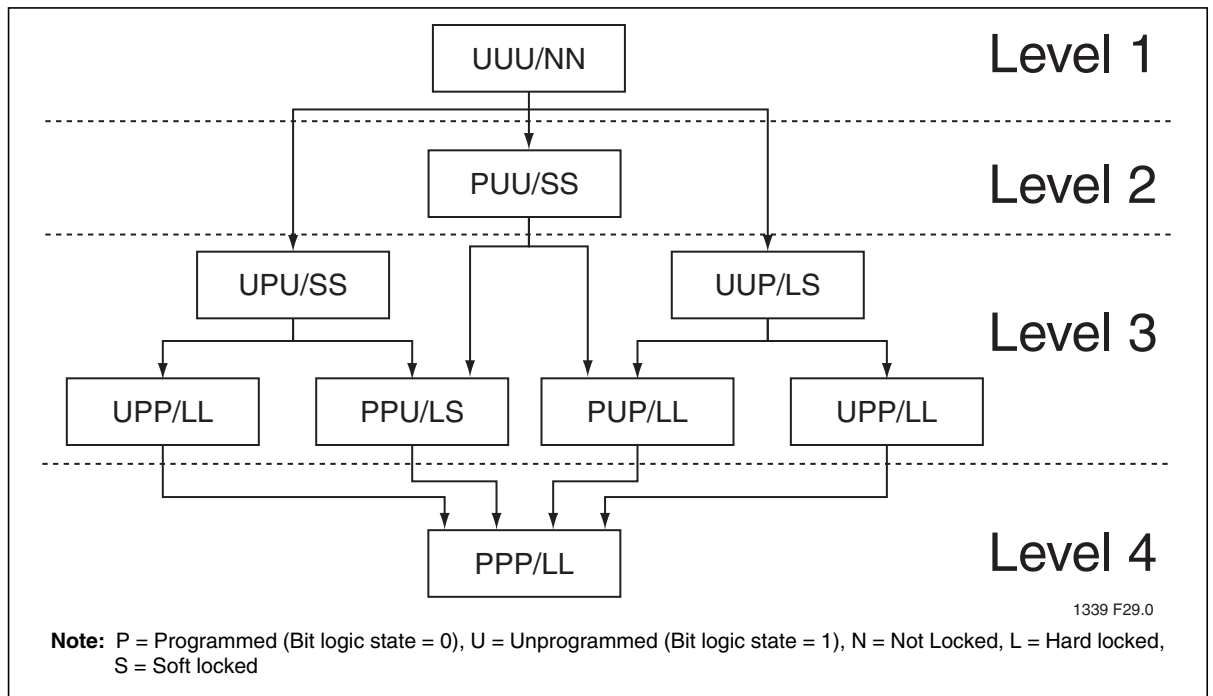 UUU/NN
Level 1
PUU/SS
Level 2
UPU/SS
UUP/LS
Level 3
UPP/LL
PPU/LS
PUP/LL
UPP/LL
PPP/LL
Level 4
1339 F29.0
Note: P = Programmed (Bit logic state = 0), U = Unprogrammed (Bit logic state = 1), N = Not Locked, L = Hard locked,
S = Soft locked